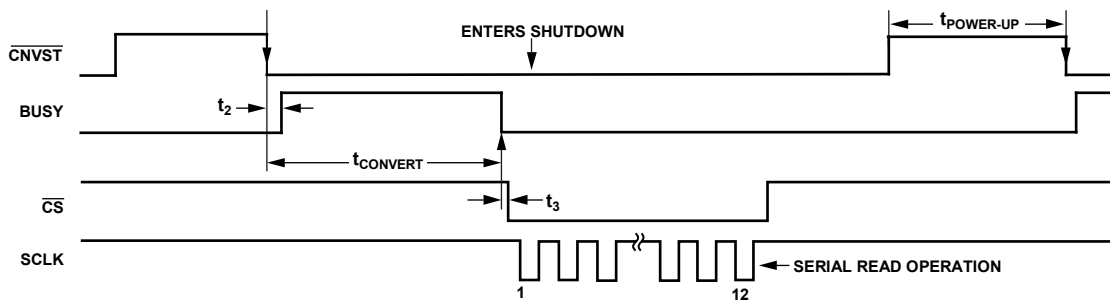 tPOWER-UP
ENTERS SHUTDOWN
CNVST
BUSY
t2
tCONVERT
CS
t3
SCLK
SERIAL READ OPERATION
1
12